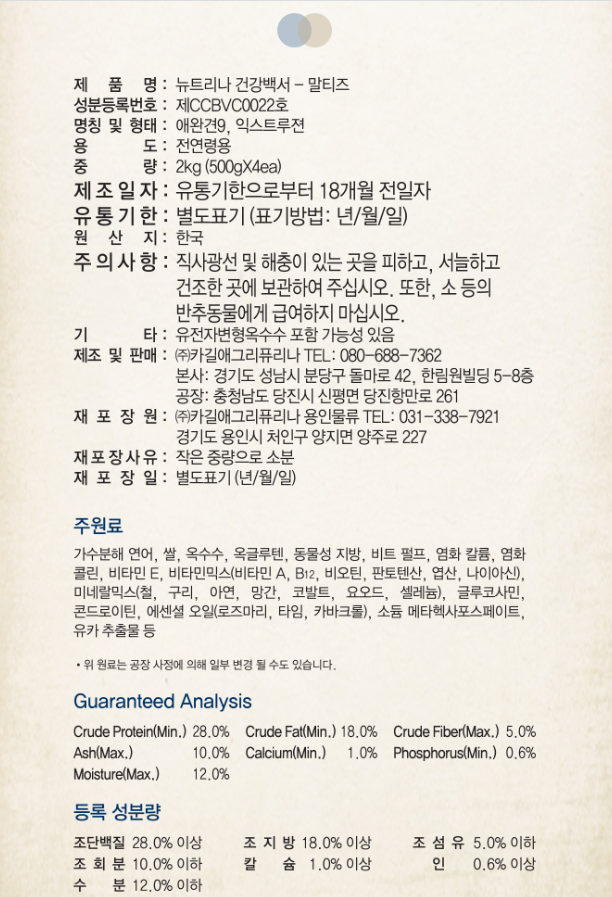 제 품 명 : 뉴트리나 건강백서 - 말티즈
성분등록번호 : 제CCBVC0022호
명칭 및 형태 : 애완견9, 익스트루젼
용 도 : 전연령용
중 량 : 2kg (500gX4ea)
제조일자 : 유통기한으로부터 18개월 전일자
유통기한 : 별도표기 (표기방법: 년/월/일)
원 산 지 : 한국
주의사항 : 직사광선 및 해충이 있는 곳을 피하고, 서늘하고
건조한 곳에 보관하여 주십시오. 또한, 소 등의
반추동물에게 급여하지 마십시오.
기 타 : 유전자변형옥수수 포함 가능성 있음
제조 및 판매 : ㈜카길애그리퓨리나 TEL: 080-688-7362
본사: 경기도 성남시 분당구 돌마로 42, 한림원빌딩 5-8층
공장: 충청남도 당진시 신평면 당진항만로 261
재 포 장 원 : ㈜카길애그리퓨리나 용인물류 TEL: 031-338-7921
경기도 용인시 처인구 양지면 양주로 227
재포장사유 : 작은 중량으로 소분
재 포 장 일 : 별도표기 (년/월/일)
주원료
가수분해 연어, 쌀, 옥수수, 옥글루텐, 동물성 지방, 비트 펄프, 염화 칼륨, 염화
콜린, 비타민 E, 비타민믹스(비타민 A, B12, 비오틴, 판토텐산, 엽산, 나이아신),
미네랄믹스(철, 구리, 아연, 망간, 코발트, 요오드, 셀레늄), 글루코사민,
콘드로이틴, 에센셜 오일(로즈마리, 타임, 카바크롤), 소듐 메타헥사포스페이트,
유카 추출물 등
• 위 원료는 공장 사정에 의해 일부 변경 될 수도 있습니다.
Guaranteed Analysis
Crude Protein(Min.) 28.0% Crude Fat(Min.) 18.0% Crude Fiber(Max.) 5.0%
Ash(Max.) 10.0% Calcium(Min.) 1.0% Phosphorus(Min.) 0.6%
Moisture(Max.) 12.0%
등록 성분량
조단백질 28.0% 이상 조 지 방 18.0% 이상 조 섬 유 5.0% 이하
조 회 분 10.0% 이하 칼 슘 1.0% 이상 인 0.6% 이상
수 분 12.0% 이하